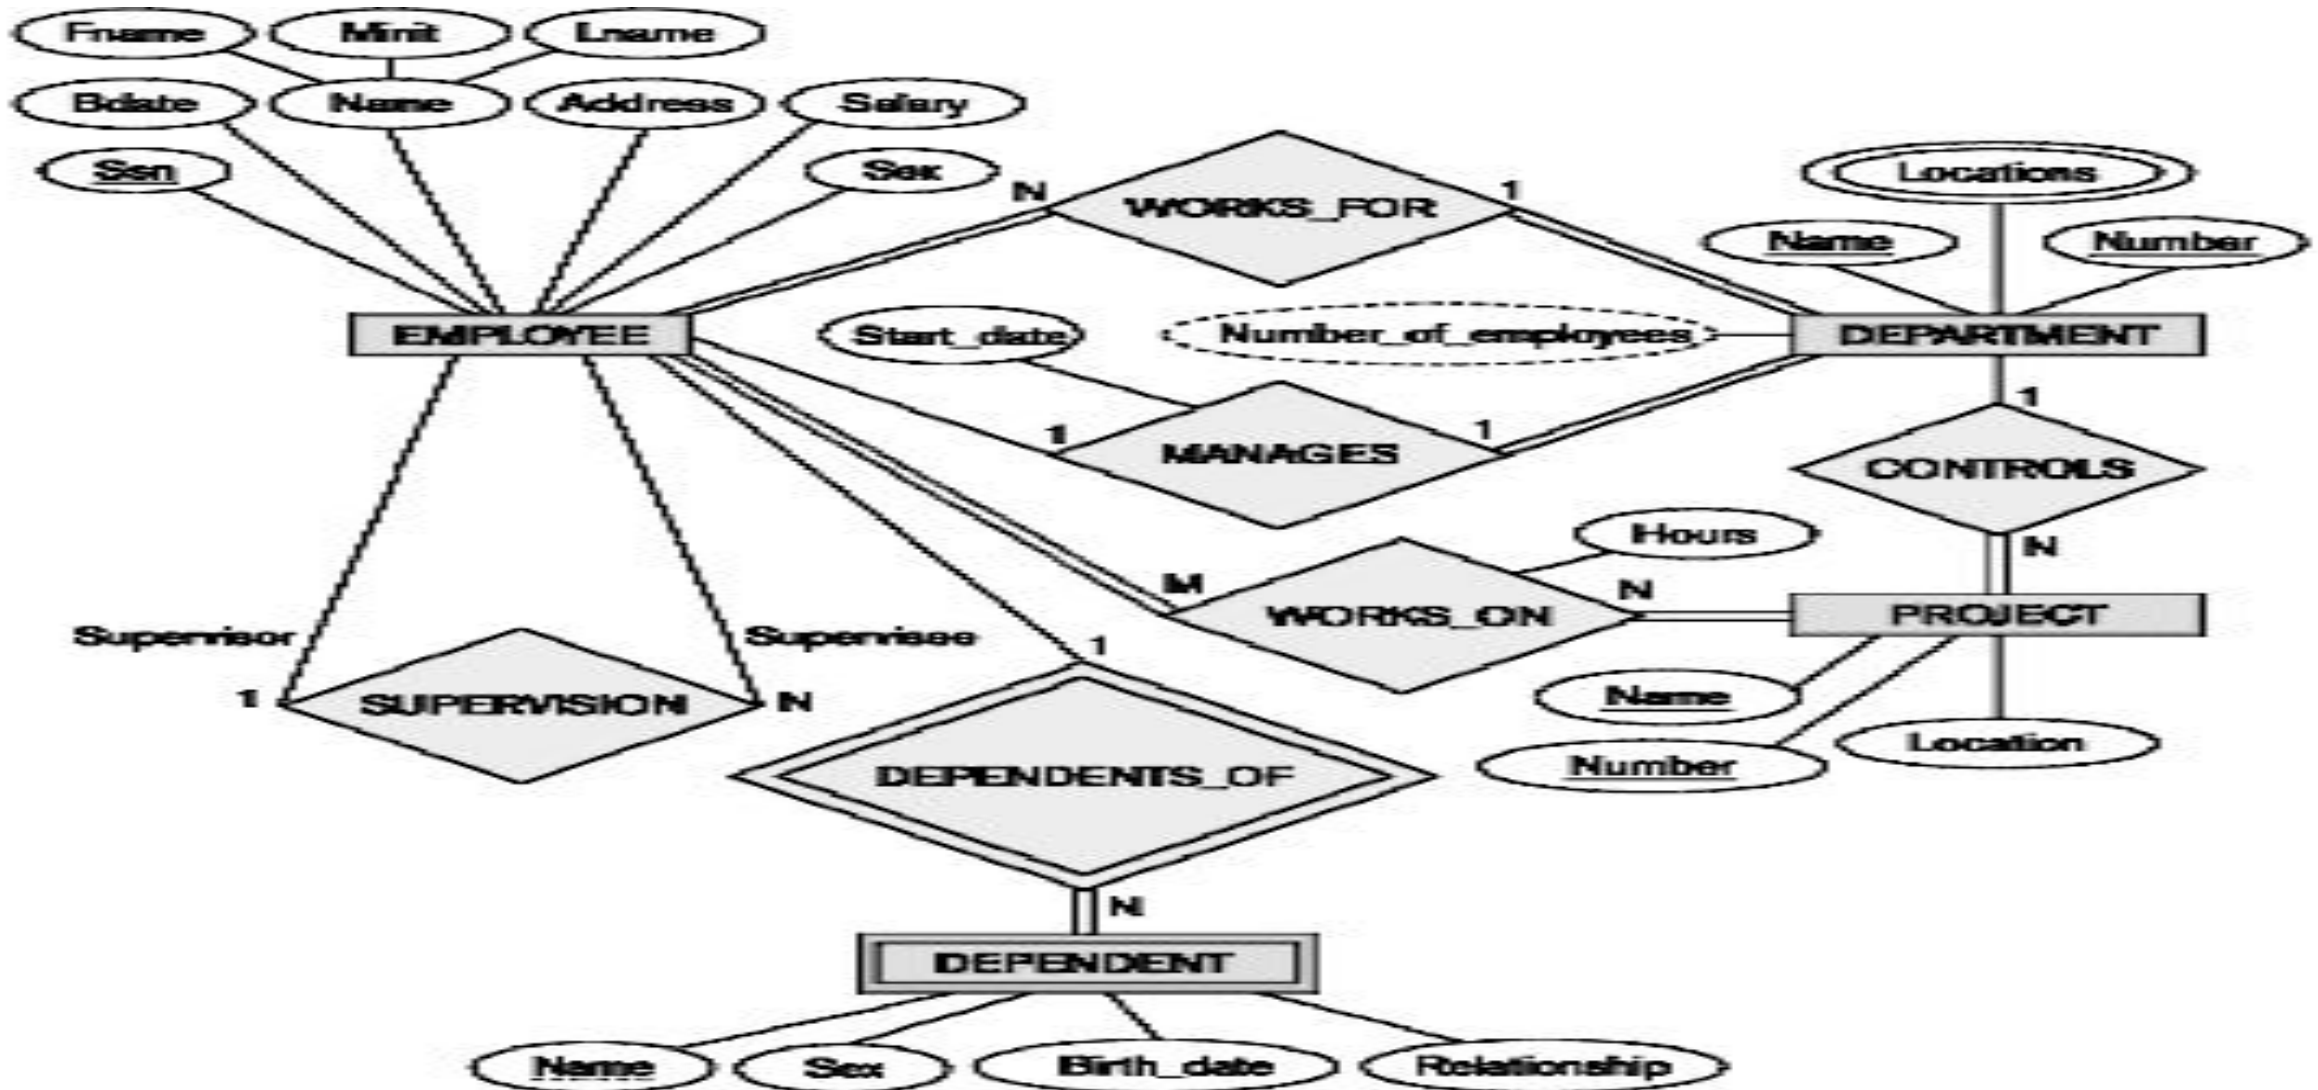 Fname Minit Lname
Bdate Name Address Salary
Ssn Sex
N WORKS_FOR 1
Locations
Name Number
EMPLOYEE
Start_date
Number_of_employees
DEPARTMENT
1 MANAGES 1
1
CONTROLS
N
Hours
M WORKS_ON N
PROJECT
Supervisor Supervisee
1 SUPERVISION N
1
DEPENDENTS_OF
N
Name
Number
Location
DEPENDENT
Name Sex Birth_date Relationship